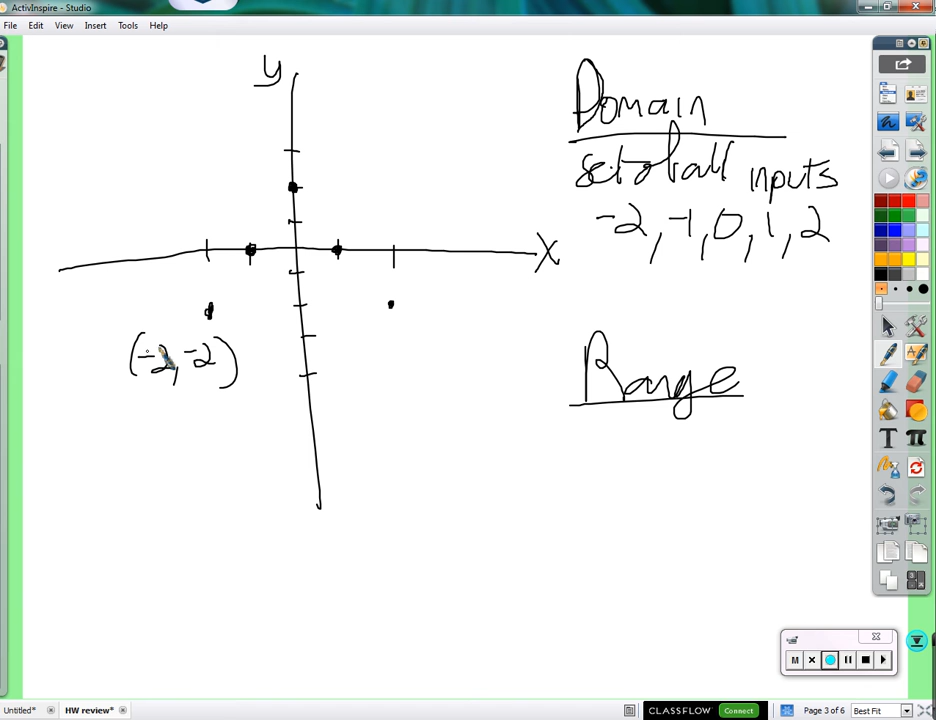 ActivInspire - Studio
File Edit View Insert Tools Help
y
Domain
set of all inputs
-2, -1, 0, 1, 2
X
(-2, -2)
Range
T π
M
Untitled* HW review* CLASSFLOW Connect Page 3 of 6 Best Fit